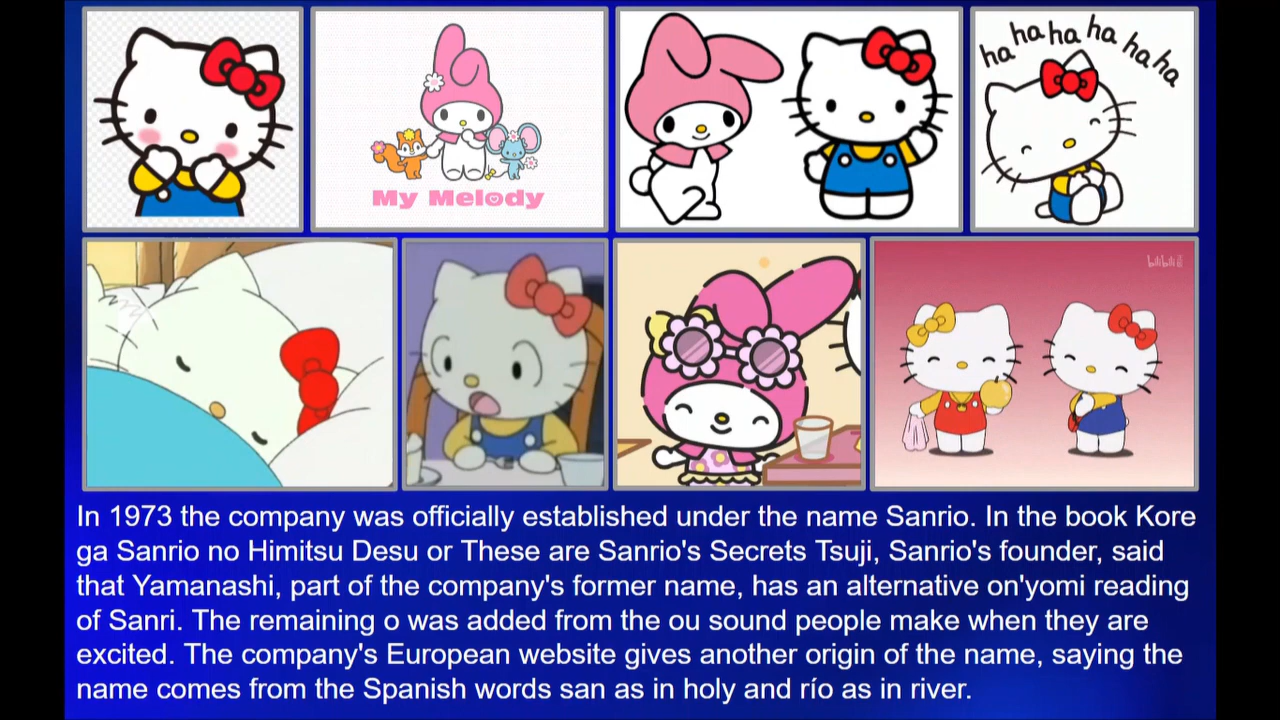 ha ha ha ha ha ha
My Melody
bilibili
In 1973 the company was officially established under the name Sanrio. In the book Kore
ga Sanrio no Himitsu Desu or These are Sanrio's Secrets Tsuji, Sanrio's founder, said
that Yamanashi, part of the company's former name, has an alternative on'yomi reading
of Sanri. The remaining o was added from the ou sound people make when they are
excited. The company's European website gives another origin of the name, saying the
name comes from the Spanish words san as in holy and río as in river.